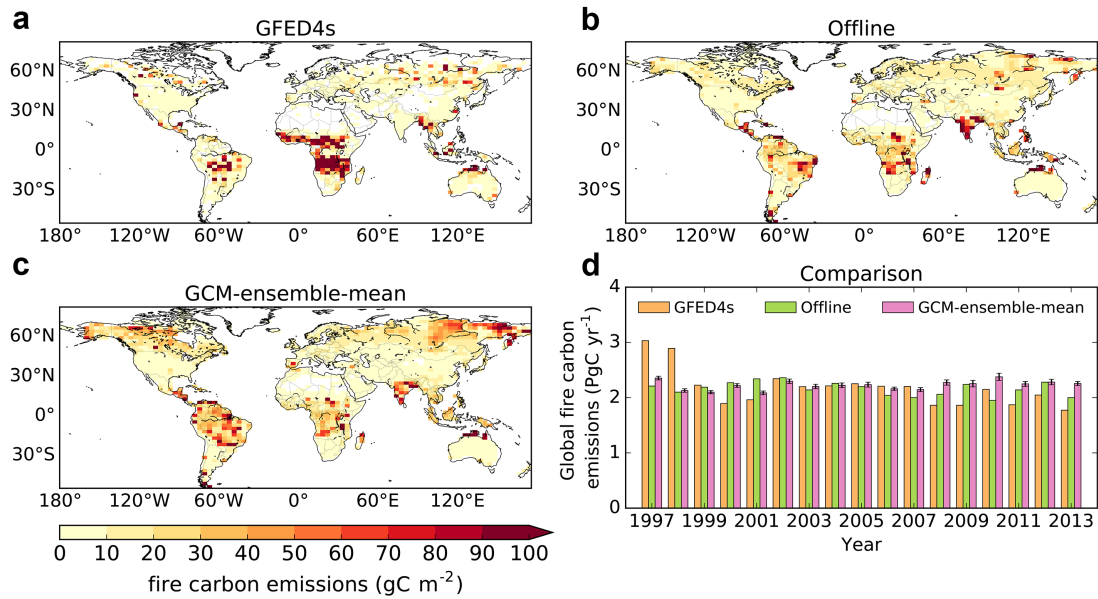 a
GFED4s
60°N
30°N
0°
30°S
180°
120°W
60°W
0°
60°E
120°E
b
Offline
60°N
30°N
0°
30°S
180°
120°W
60°W
0°
60°E
120°E
c
GCM-ensemble-mean
60°N
30°N
0°
30°S
180°
120°W
60°W
0°
60°E
120°E
0 10 20 30 40 50 60 70 80 90 100
fire carbon emissions (gC m⁻²)
d
Comparison
GFED4s Offline GCM-ensemble-mean
Global fire carbon
emissions (PgC yr⁻¹)
4
3
2
1
0
1997 1999 2001 2003 2005 2007 2009 2011 2013
Year